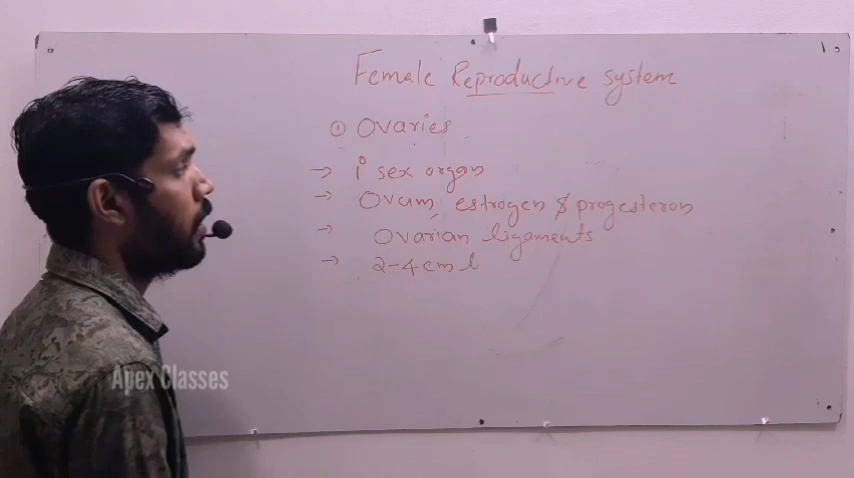 Female Reproductive system
① Ovaries
→ 1° sex organ
→ Ovum, estrogen & progesteron
→ Ovarian ligaments
→ 2-4 cm l
Apex Classes